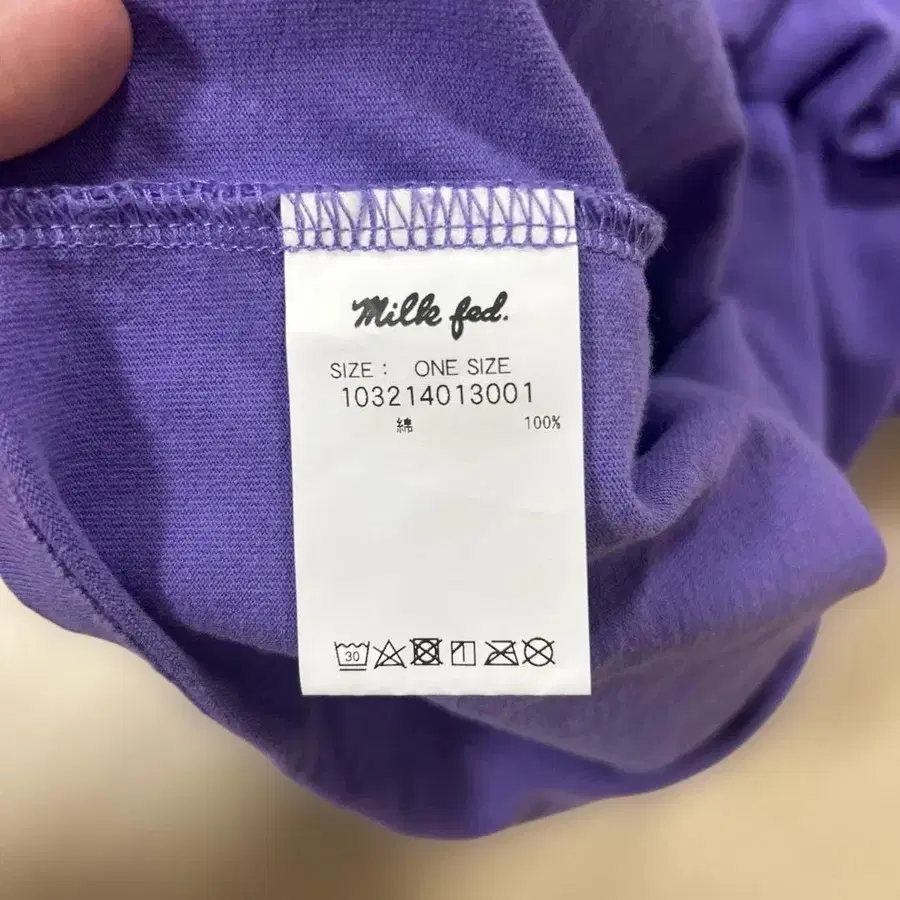 Milk fed.
SIZE : ONE SIZE
103214013001
綿 100%
30